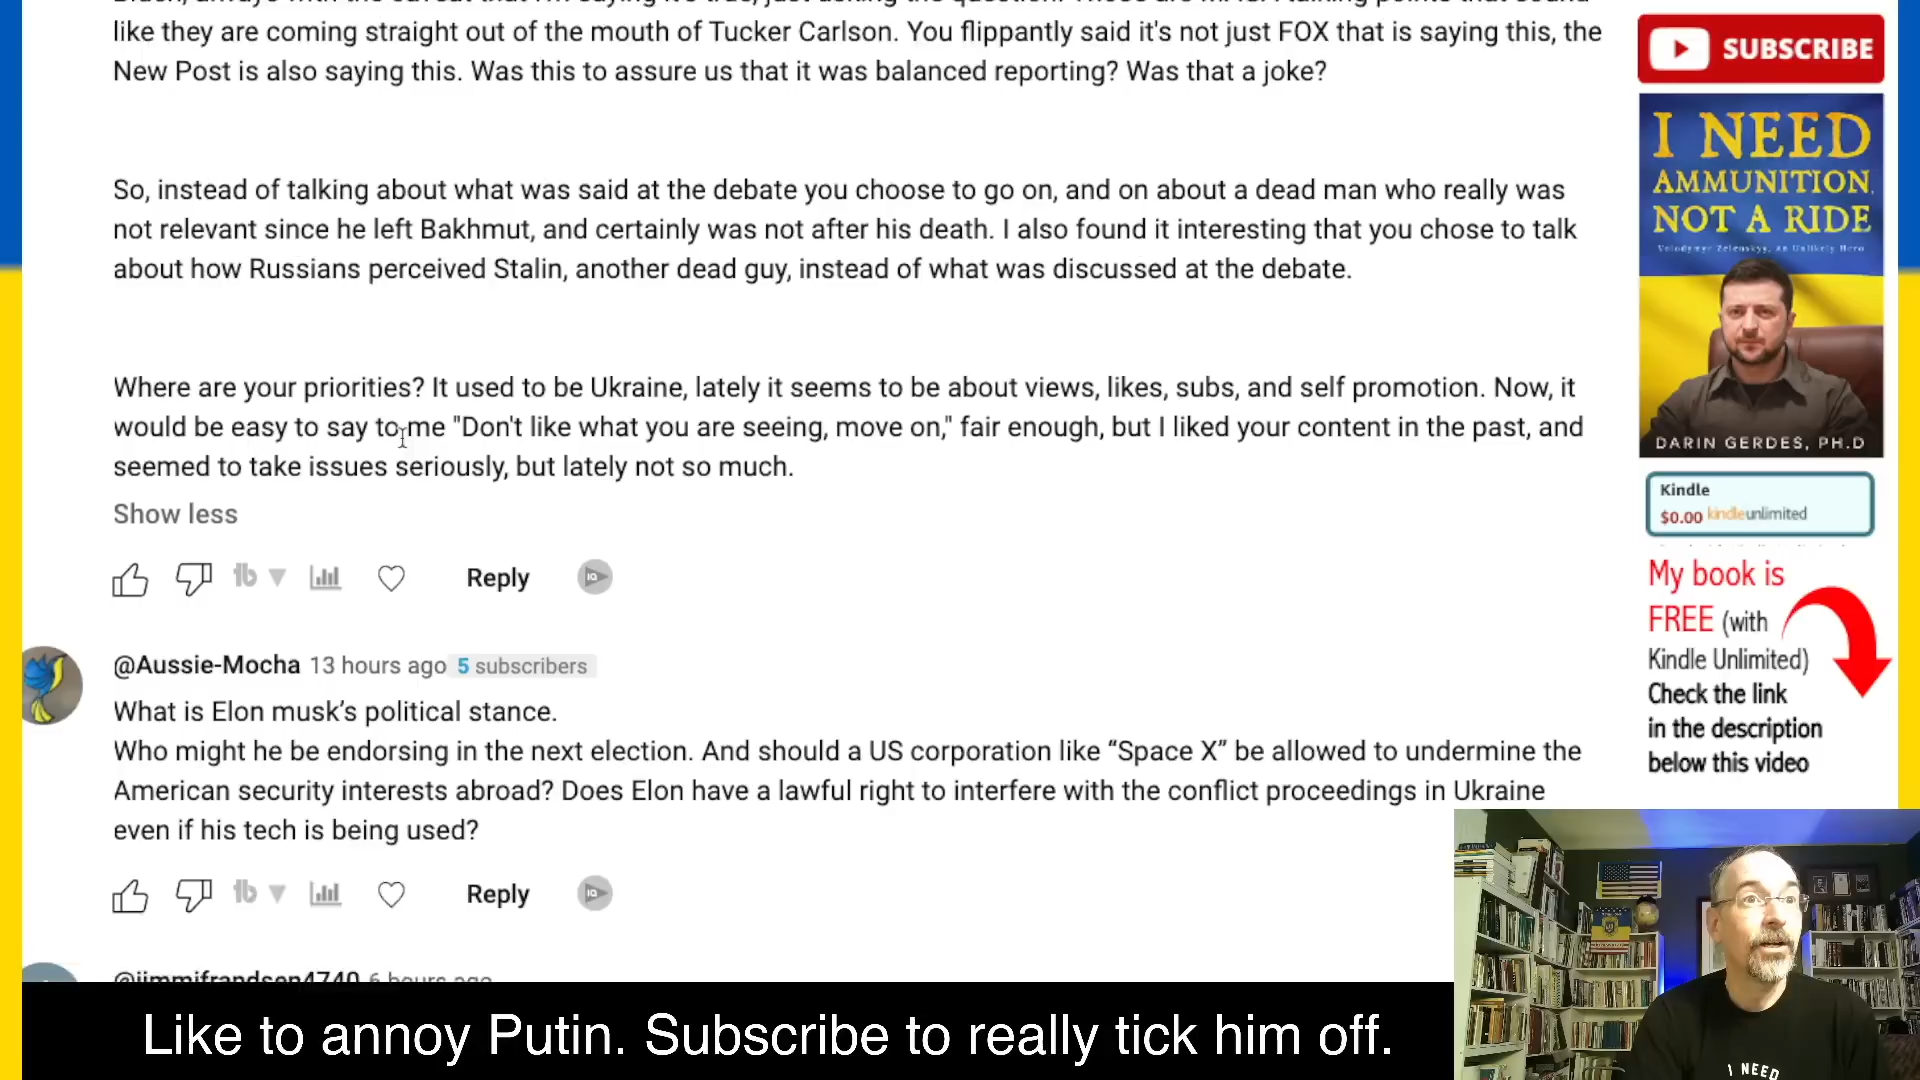 like they are coming straight out of the mouth of Tucker Carlson. You flippantly said it's not just FOX that is saying this, the
New Post is also saying this. Was this to assure us that it was balanced reporting? Was that a joke?
So, instead of talking about what was said at the debate you choose to go on, and on about a dead man who really was
not relevant since he left Bakhmut, and certainly was not after his death. I also found it interesting that you chose to talk
about how Russians perceived Stalin, another dead guy, instead of what was discussed at the debate.
Where are your priorities? It used to be Ukraine, lately it seems to be about views, likes, subs, and self promotion. Now, it
would be easy to say to me "Don't like what you are seeing, move on," fair enough, but I liked your content in the past, and
seemed to take issues seriously, but lately not so much.
Show less
Reply
@Aussie-Mocha 13 hours ago 5 subscribers
What is Elon musk's political stance.
Who might he be endorsing in the next election. And should a US corporation like “Space X” be allowed to undermine the
American security interests abroad? Does Elon have a lawful right to interfere with the conflict proceedings in Ukraine
even if his tech is being used?
Reply
@jimmifrandsen4740 6 hours ago
Like to annoy Putin. Subscribe to really tick him off.
SUBSCRIBE
I NEED
AMMUNITION,
NOT A RIDE
Volodymyr Zelenskyy, An Unlikely Hero
DARIN GERDES, PH.D
Kindle
$0.00 kindleunlimited
My book is
FREE (with
Kindle Unlimited)
Check the link
in the description
below this video
I NEED